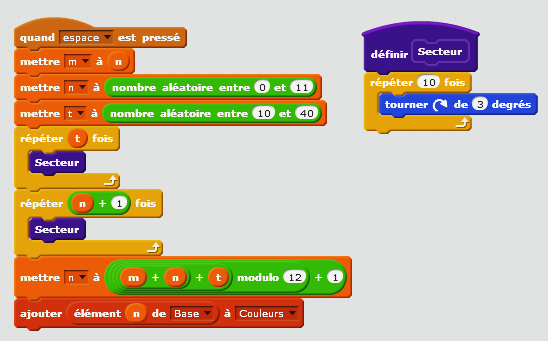 quand espace est pressé
mettre m à n
mettre n à nombre aléatoire entre 0 et 11
mettre t à nombre aléatoire entre 10 et 40
répéter t fois
Secteur
répéter n + 1 fois
Secteur
mettre n à m + n + t modulo 12 + 1
ajouter élément n de Base à Couleurs
définir Secteur
répéter 10 fois
tourner de 3 degrés